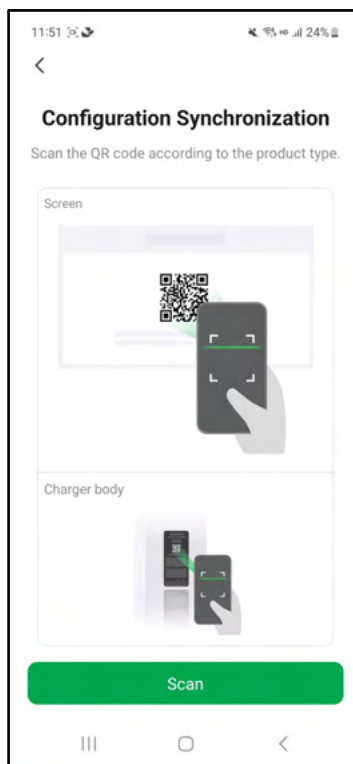 11:51
24%
Configuration Synchronization
Scan the QR code according to the product type.
Screen
Charger body
Scan